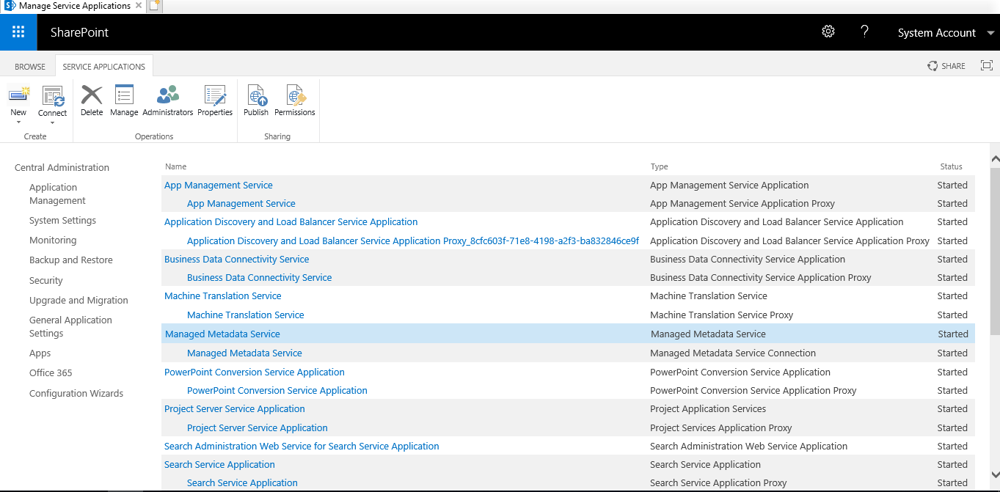 Manage Service Applications
SharePoint
? System Account
BROWSE SERVICE APPLICATIONS SHARE
New Connect Delete Manage Administrators Properties Publish Permissions
Create Operations Sharing
Central Administration
Application
Management
System Settings
Monitoring
Backup and Restore
Security
Upgrade and Migration
General Application
Settings
Apps
Office 365
Configuration Wizards
Name Type Status
App Management Service App Management Service Application Started
App Management Service App Management Service Application Proxy Started
Application Discovery and Load Balancer Service Application Application Discovery and Load Balancer Service Application Started
Application Discovery and Load Balancer Service Application Proxy_8cfc603f-71e8-4198-a2f3-ba832846ce9f Application Discovery and Load Balancer Service Application Proxy Started
Business Data Connectivity Service Business Data Connectivity Service Application Started
Business Data Connectivity Service Business Data Connectivity Service Application Proxy Started
Machine Translation Service Machine Translation Service Started
Machine Translation Service Machine Translation Service Proxy Started
Managed Metadata Service Managed Metadata Service Started
Managed Metadata Service Managed Metadata Service Connection Started
PowerPoint Conversion Service Application PowerPoint Conversion Service Application Started
PowerPoint Conversion Service Application PowerPoint Conversion Service Application Proxy Started
Project Server Service Application Project Application Services Started
Project Server Service Application Project Services Application Proxy Started
Search Administration Web Service for Search Service Application Search Administration Web Service Application Started
Search Service Application Search Service Application Started
Search Service Application Search Service Application Proxy Started